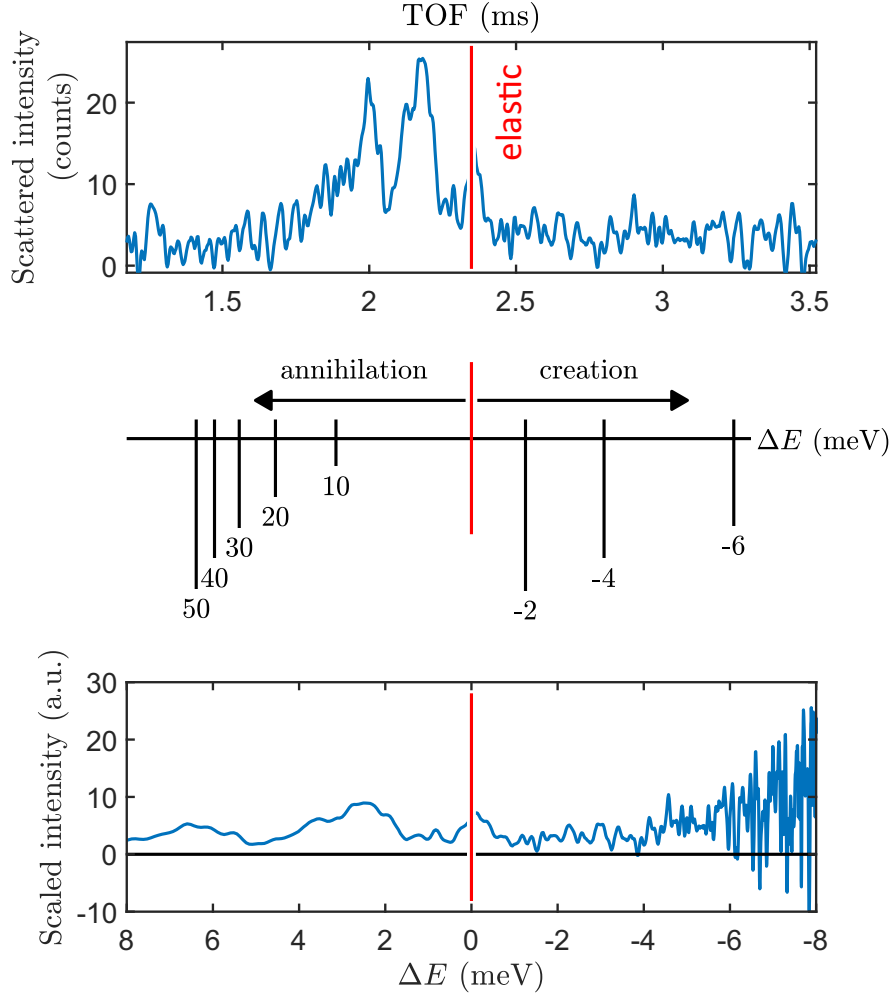 TOF (ms)
Scattered intensity
(counts)
20
10
0
elastic
1.5 2 2.5 3 3.5
annihilation creation
ΔE (meV)
10
20
30
40
50
-2
-4
-6
Scaled intensity (a.u.)
30
20
10
0
-10
8 6 4 2 0 -2 -4 -6 -8
ΔE (meV)